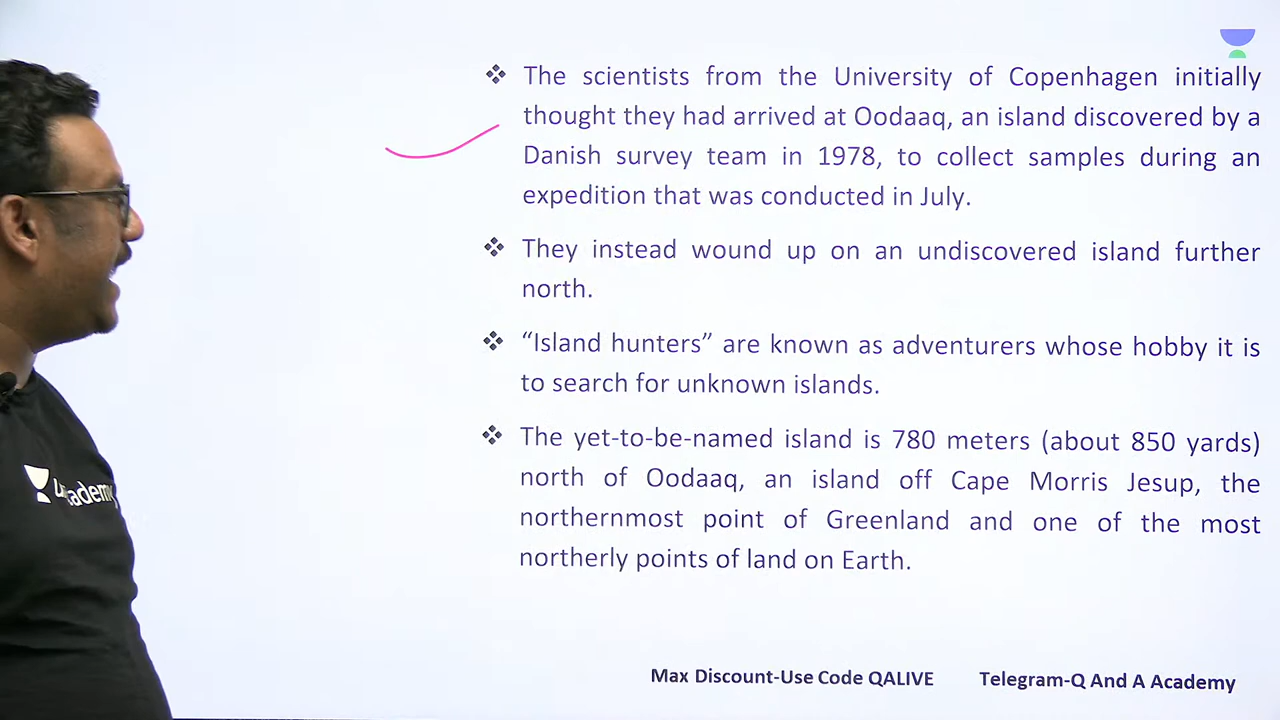 The scientists from the University of Copenhagen initially
thought they had arrived at Oodaaq, an island discovered by a
Danish survey team in 1978, to collect samples during an
expedition that was conducted in July.
They instead wound up on an undiscovered island further
north.
“Island hunters” are known as adventurers whose hobby it is
to search for unknown islands.
The yet-to-be-named island is 780 meters (about 850 yards)
north of Oodaaq, an island off Cape Morris Jesup, the
northernmost point of Greenland and one of the most
northerly points of land on Earth.
unacademy
Max Discount-Use Code QALIVE Telegram-Q And A Academy